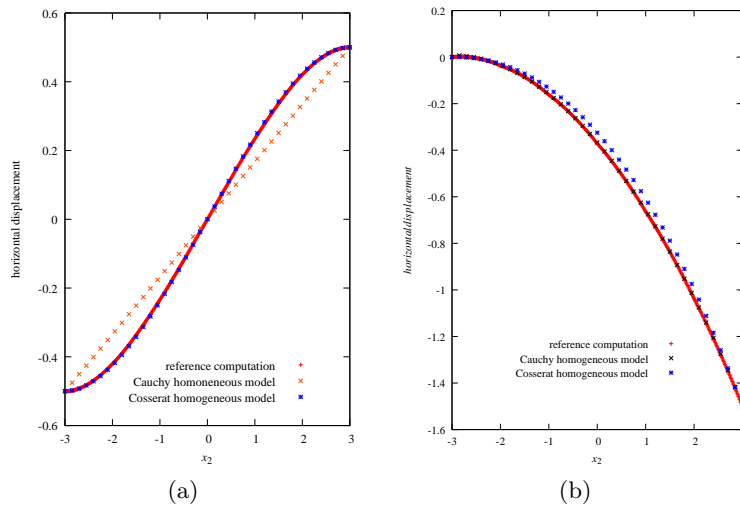 0.6
0.4
0.2
0
-0.2
-0.4
-0.6
horizontal displacement
reference computation
Cauchy homoneneous model
Cosserat homogeneous model
-3 -2 -1 0 1 2 3
x2
(a)
0.2
0
-0.2
-0.4
-0.6
-0.8
-1
-1.2
-1.4
-1.6
horizontal displacement
reference computation
Cauchy homogeneous model
Cosserat homogeneous model
-3 -2 -1 0 1 2 3
x2
(b)